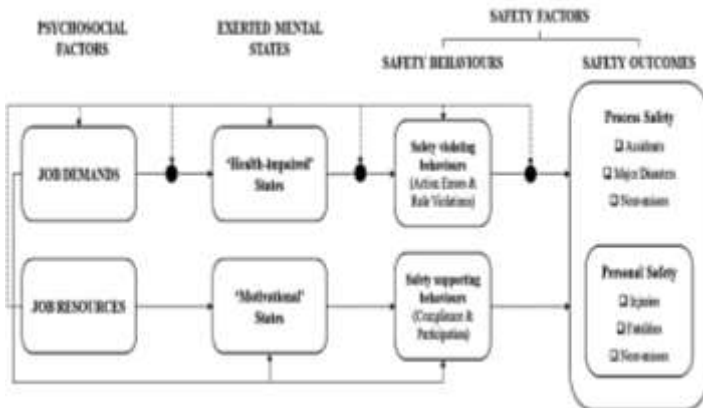 SAFETY FACTORS
PSYCHOSOCIAL
FACTORS
EXERTED MENTAL
STATES
SAFETY BEHAVIOURS
SAFETY OUTCOMES
JOB DEMANDS
"Health-Impaired"
States
Safety violating
behaviours
(Action Errors &
Rule Violations)
Process Safety
Accidents
Major Disasters
Near-misses
JOB RESOURCES
"Motivational"
States
Safety supporting
behaviours
(Compliance &
Participation)
Personal Safety
Injuries
Fatalities
Near-misses